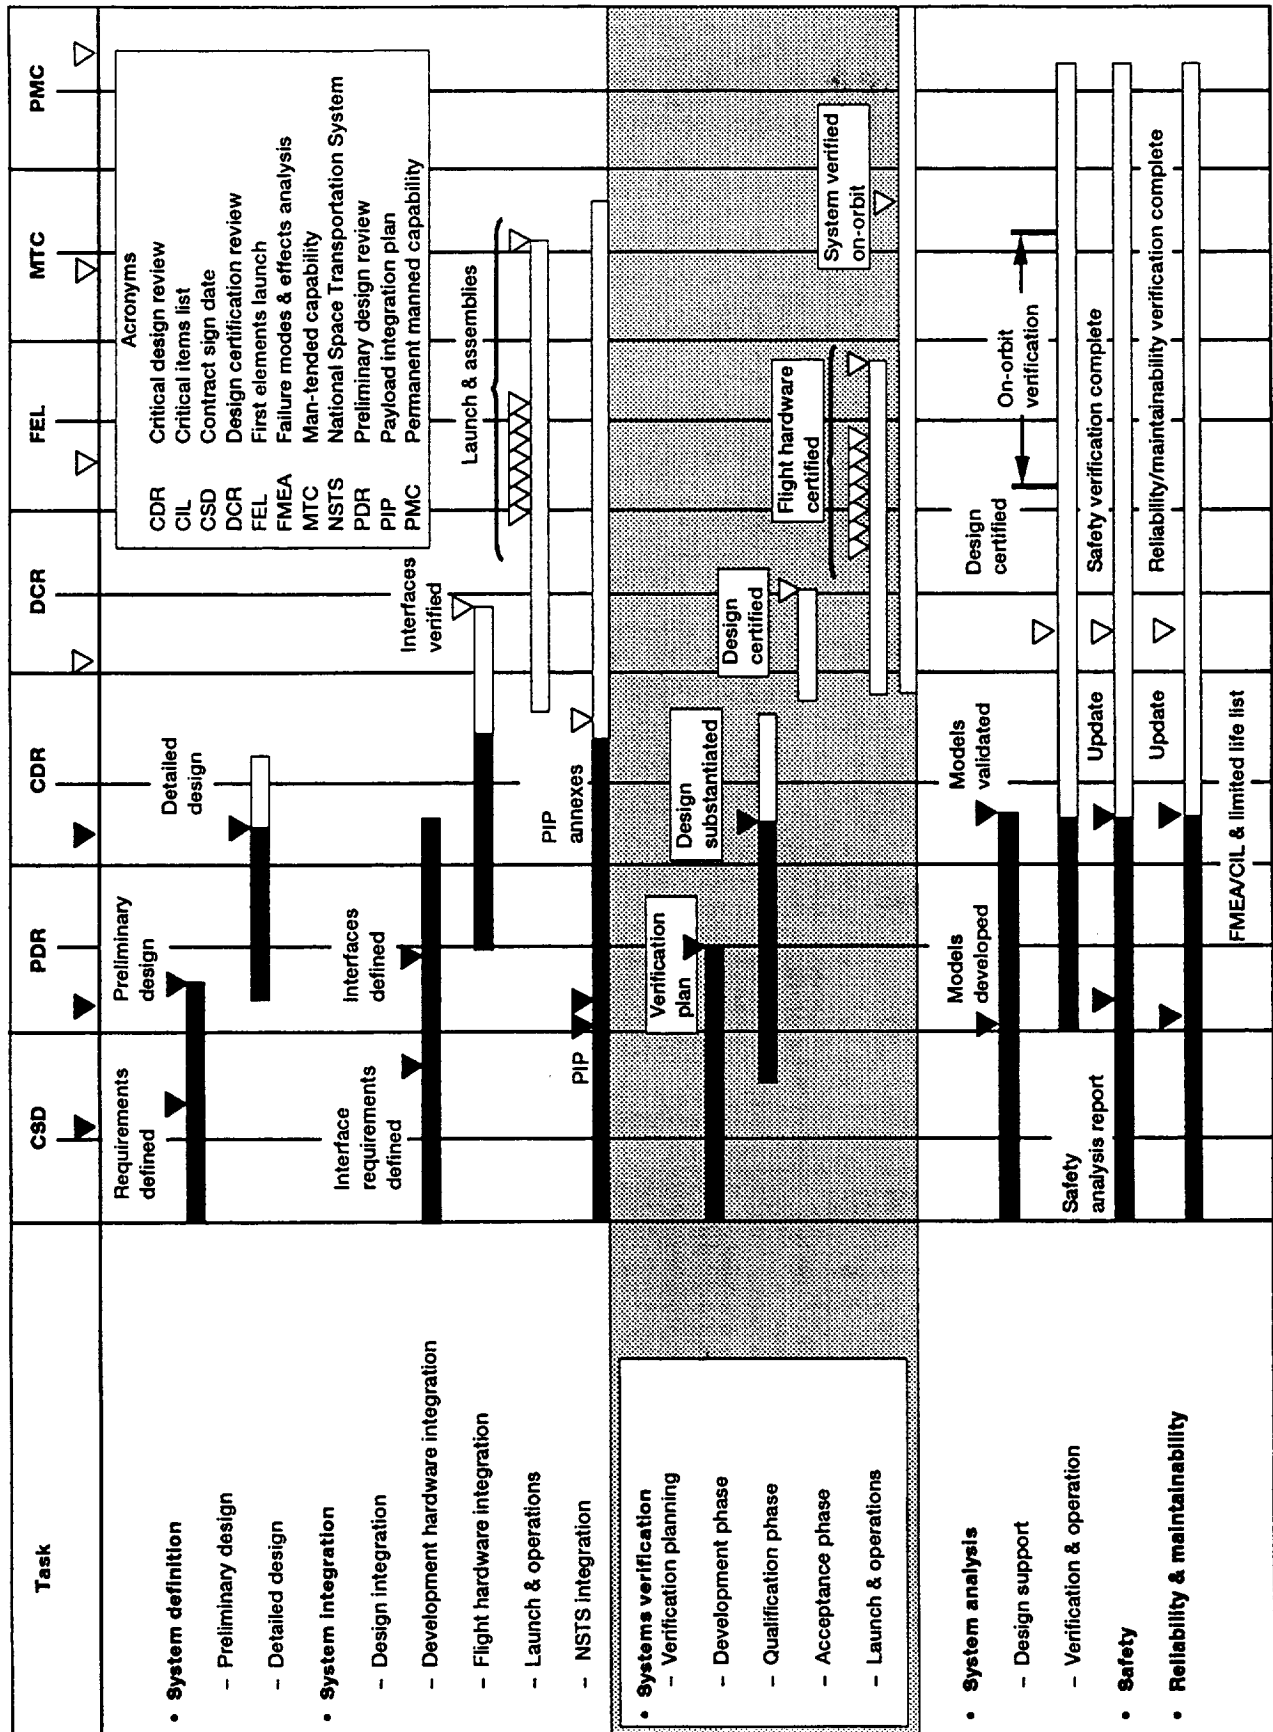 Task
CSD
PDR
CDR
DCR
FEL
MTC
PMC
• System definition
– Preliminary design
– Detailed design
• System integration
– Design integration
– Development hardware integration
– Flight hardware integration
– Launch & operations
– NSTS integration
• Systems verification
– Verification planning
– Development phase
– Qualification phase
– Acceptance phase
– Launch & operations
• System analysis
– Design support
– Verification & operation
• Safety
• Reliability & maintainability
Requirements
defined
Preliminary
design
Detailed
design
Acronyms
CDR Critical design review
CIL Critical items list
CSD Contract sign date
DCR Design certification review
FEL First elements launch
FMEA Failure modes & effects analysis
MTC Man-tended capability
NSTS National Space Transportation System
PDR Preliminary design review
PIP Payload integration plan
PMC Permanent manned capability
Interface
requirements
defined
Interfaces
defined
Interfaces
verified
Launch & assemblies
PIP
PIP
annexes
Verification
plan
Design
substantiated
Design
certified
Flight hardware
certified
System verified
on-orbit
Models
developed
Models
validated
Design
certified
On-orbit
verification
Safety
analysis report
Update
Safety verification complete
Update
Reliability/maintainability verification complete
FMEA/CIL & limited life list